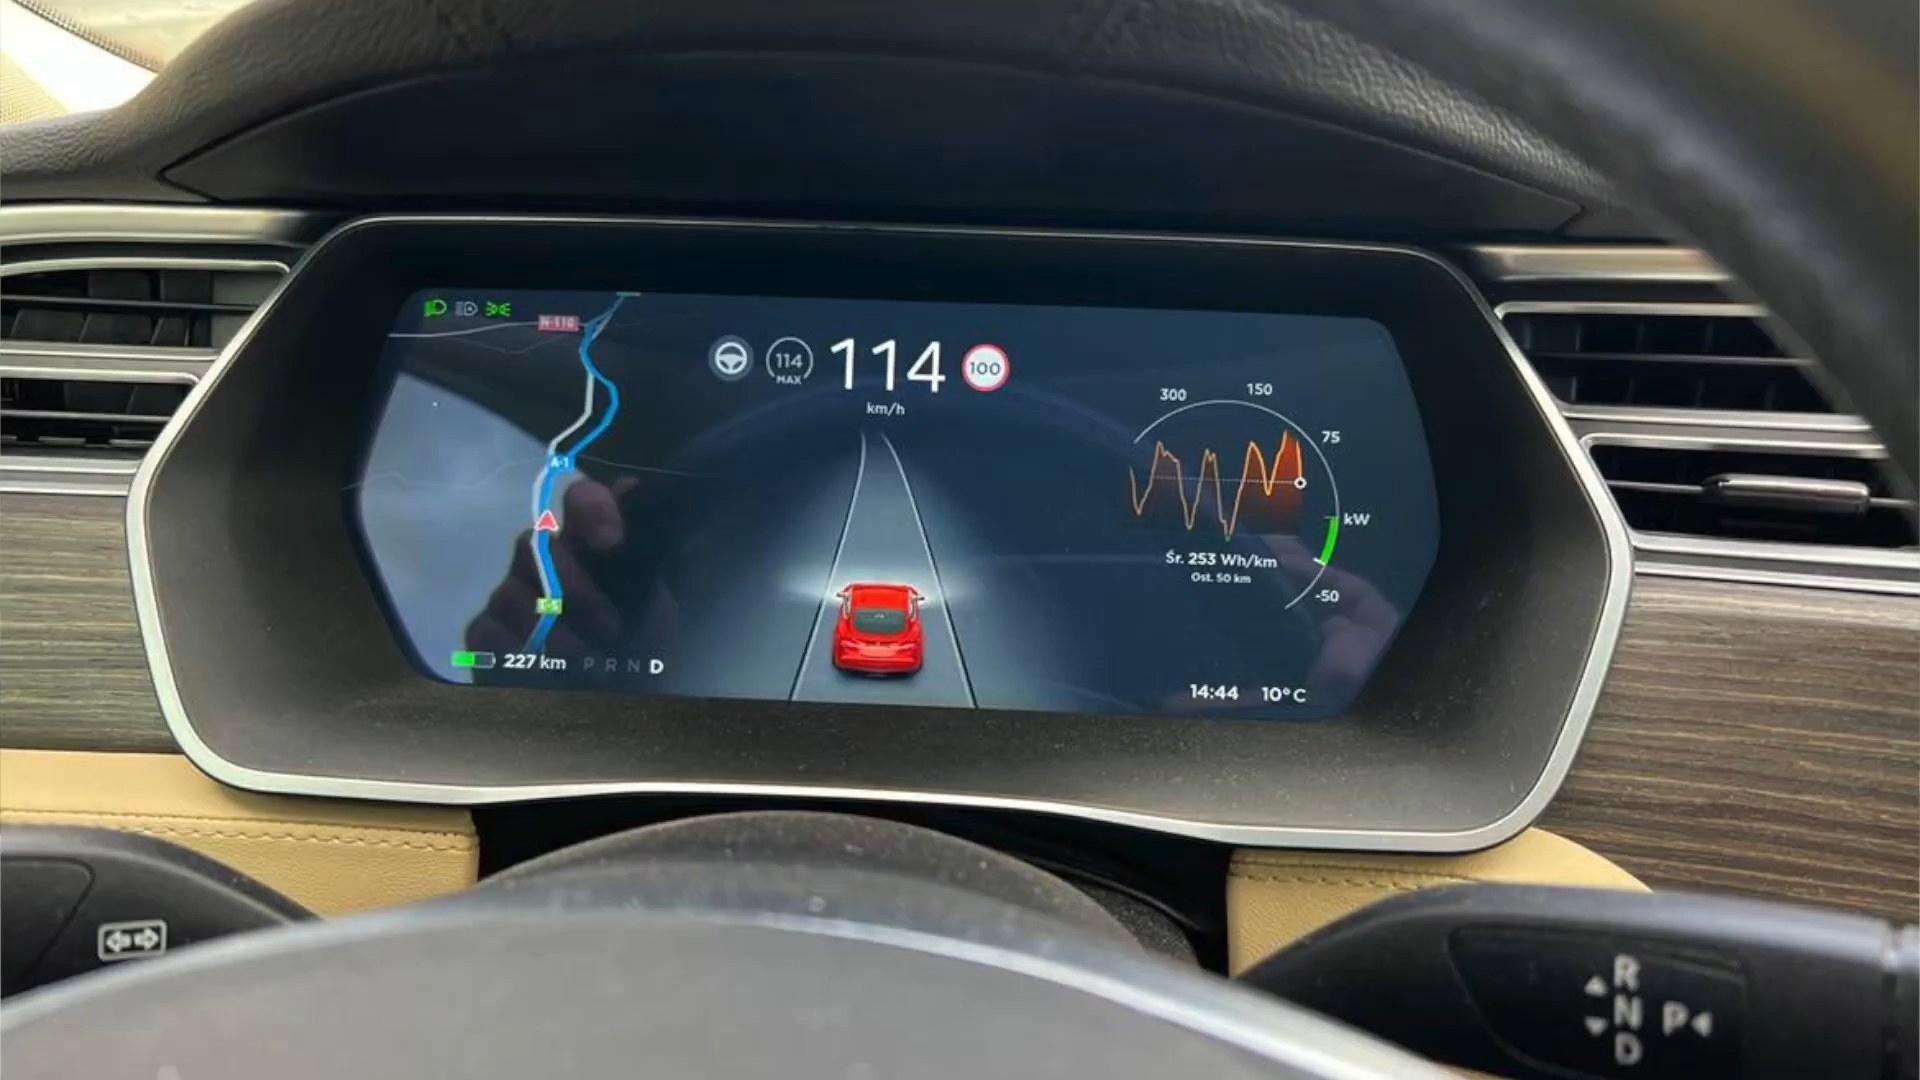 N-110
114
MAX
114
100
km/h
300
150
75
A-1
kW
Śr. 253 Wh/km
Ost. 50 km
-50
E-5
227 km
P R N D
14:44
10°C
R
N
P
D